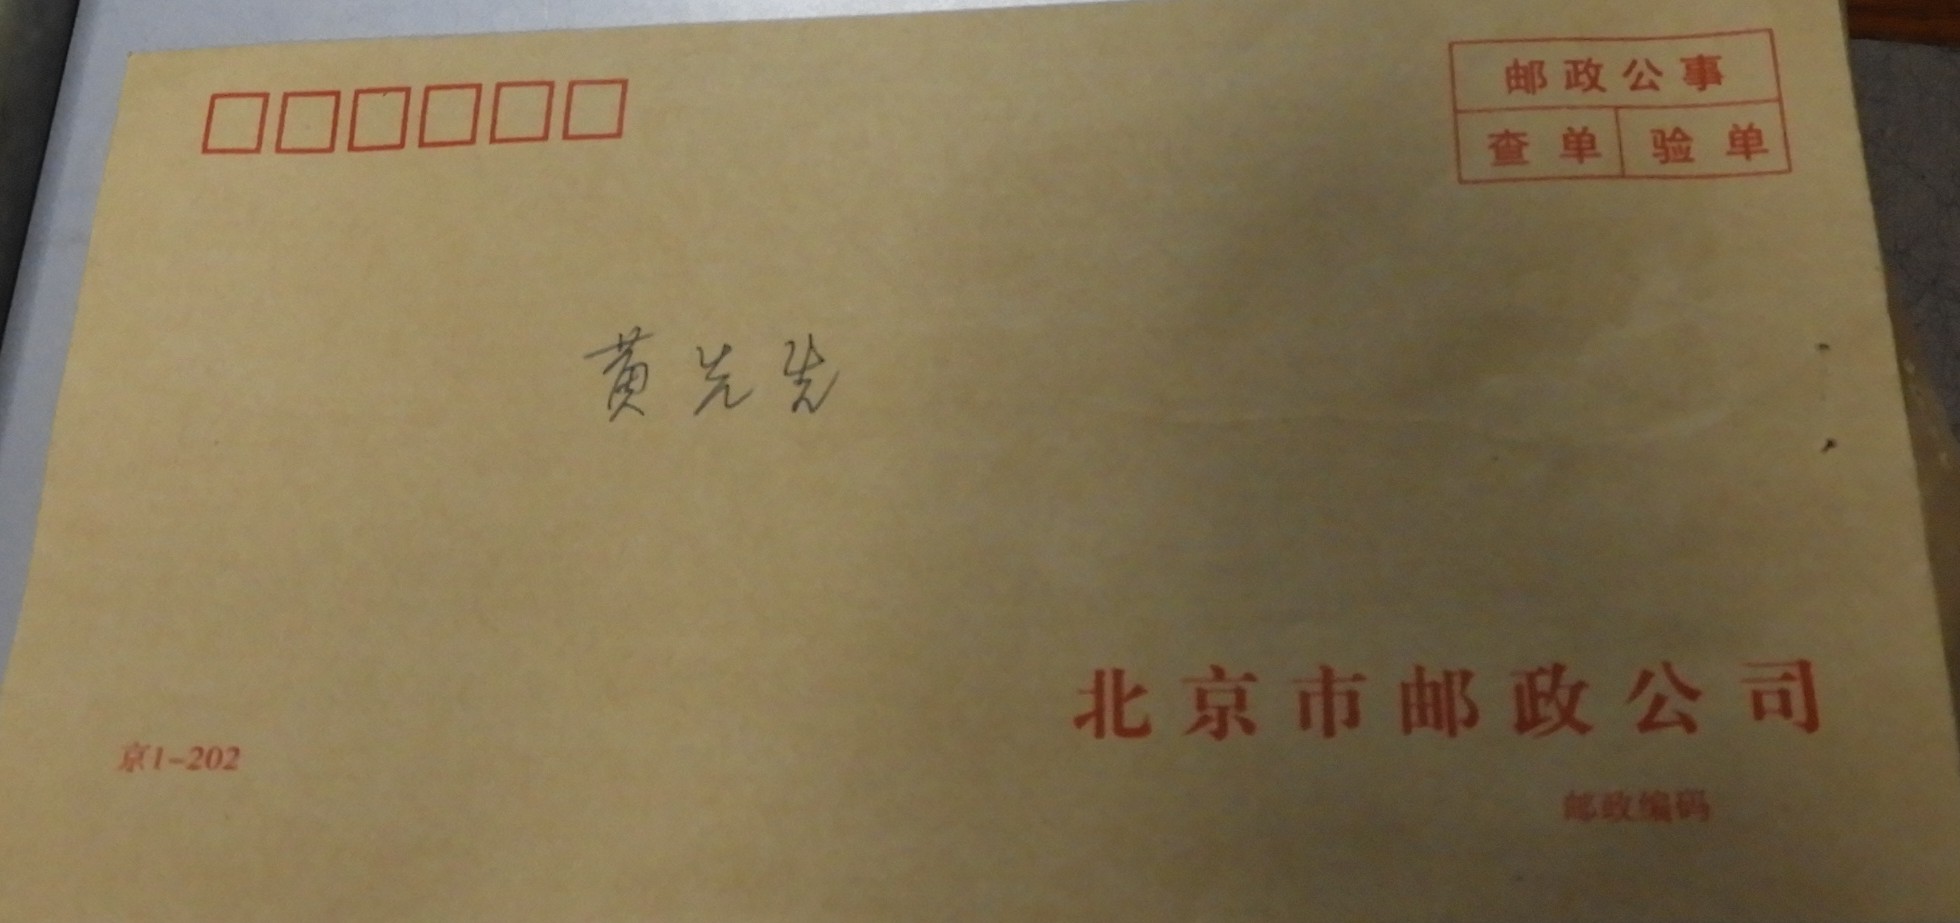 邮政公事
查单 验单
黄光先
北京市邮政公司
京1-202
邮政编码